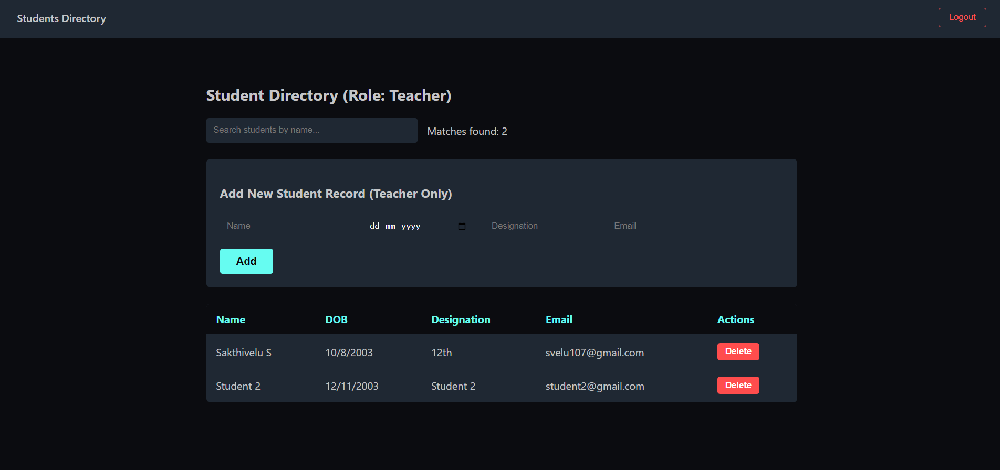 Students Directory Logout
Student Directory (Role: Teacher)
Search students by name... Matches found: 2
Add New Student Record (Teacher Only)
Name dd-mm-yyyy Designation Email
Add
Name DOB Designation Email Actions
Sakthivelu S 10/8/2003 12th svelu107@gmail.com Delete
Student 2 12/11/2003 Student 2 student2@gmail.com Delete